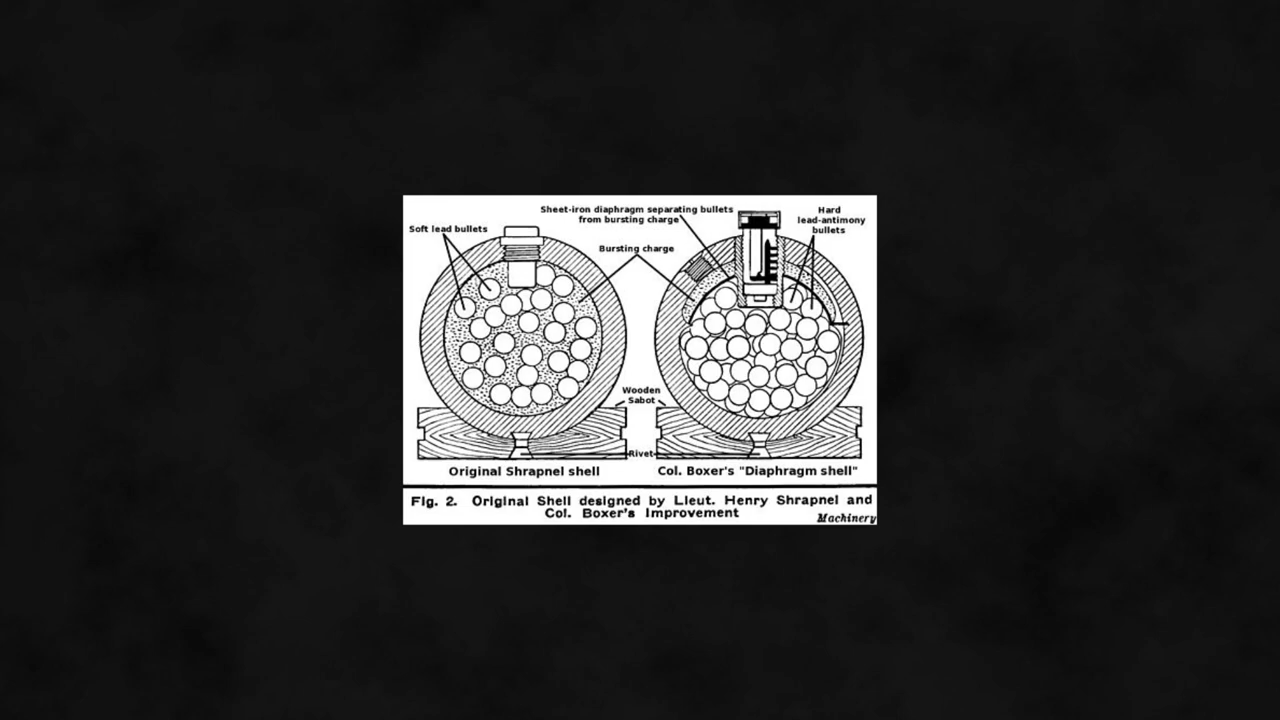 Sheet-iron diaphragm separating bullets
from bursting charge
Hard
lead-antimony
bullets
Soft lead bullets
Bursting charge
Wooden
Sabot
Rivet
Original Shrapnel shell
Col. Boxer's "Diaphragm shell"
Fig. 2. Original Shell designed by Lieut. Henry Shrapnel and
Col. Boxer's Improvement
Machinery